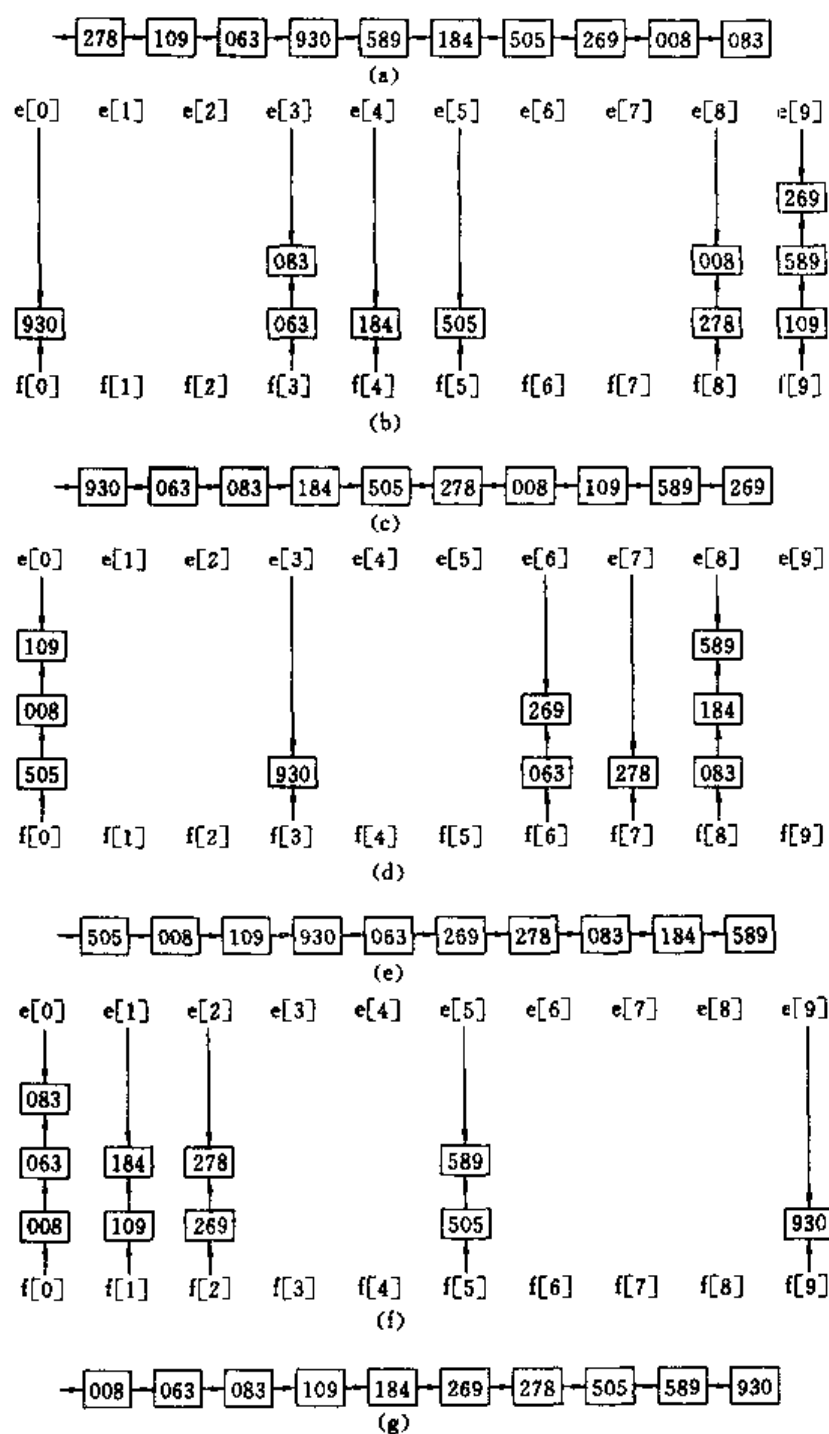 278 109 063 930 589 184 505 269 008 083
(a)
e[0] e[1] e[2] e[3} e[4] e[5] e[6] e[7] e[8] e[9]
269
083 008 589
930 063 184 505 278 109
f[0] f[1] f[2] f[3] f[4] f[5] f[6] f[7] f[8] f[9]
(b)
930 063 083 184 505 278 008 109 589 269
(c)
e[0] e[1] e[2] e[3] e[4] e[5] e[6] e[7] e[8] e[9]
109 589
008 269 184
505 930 063 278 083
f[0] f[1] f[2] f[3] f[4] f[5] f[6] f[7] f[8] f[9]
(d)
505 008 109 930 063 269 278 083 184 589
(e)
e[0] e[1] e[2] e[3] e[4] e[5] e[6] e[7] e[8] e[9]
083
063 184 278 589
008 109 269 505 930
f[0] f[1] f[2] f[3] f[4] f[5] f[6] f[7] f[8] f[9]
(f)
008 063 083 109 184 269 278 505 589 930
(g)